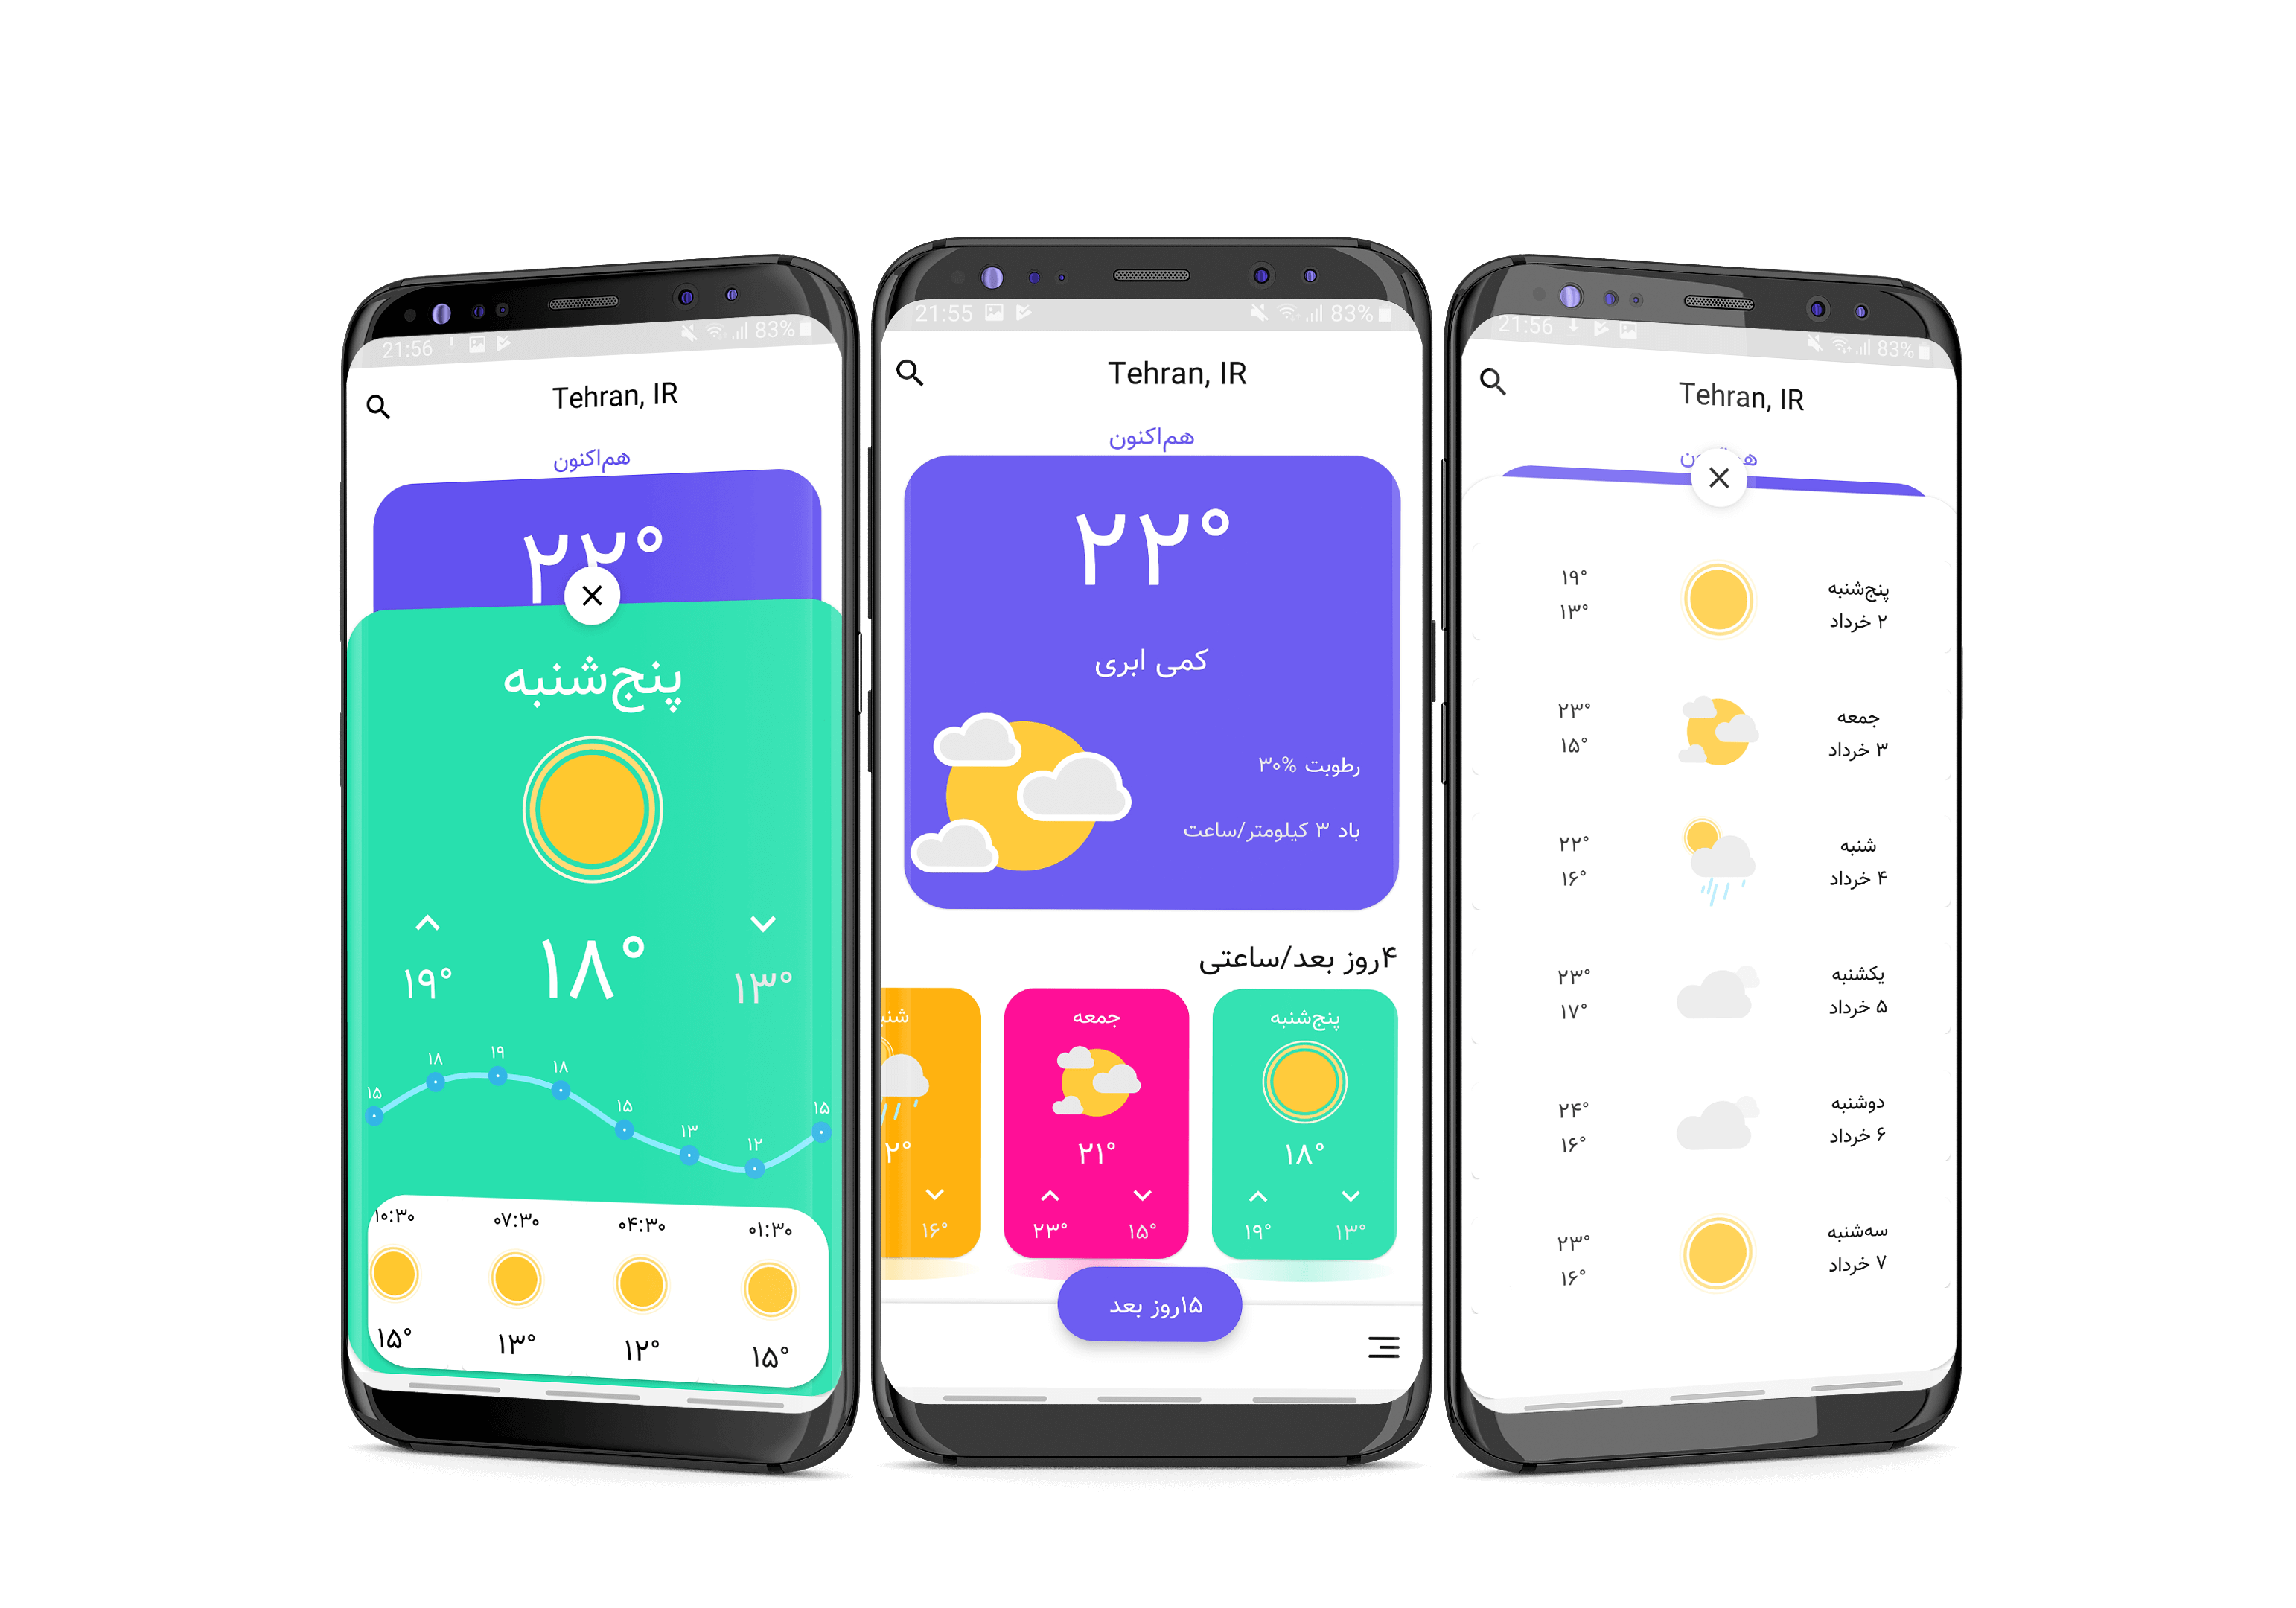 21:56 83%
Tehran, IR
هم‌اکنون
۲۲°
پنج‌شنبه
۱۹° ۱۸° ۱۳°
۱۵ ۱۸ ۱۹ ۱۸ ۱۵ ۱۳ ۱۲ ۱۵
۱۰:۳۰ ۰۷:۳۰ ۰۴:۳۰ ۰۱:۳۰
۱۵° ۱۳° ۱۲° ۱۵°
21:55 83%
Tehran, IR
هم‌اکنون
۲۲°
کمی ابری
رطوبت ۳۰%
باد ۳ کیلومتر/ساعت
۴روز بعد/ساعتی
پنج‌شنبه
۱۸°
۱۹° ۱۳°
جمعه
۲۱°
۲۳° ۱۵°
۱۶°
۱۵روز بعد
21:56 83%
Tehran, IR
پنج‌شنبه
۲ خرداد
۱۹°
۱۳°
جمعه
۳ خرداد
۲۳°
۱۵°
شنبه
۴ خرداد
۲۲°
۱۶°
یکشنبه
۵ خرداد
۲۳°
۱۷°
دوشنبه
۶ خرداد
۲۴°
۱۶°
سه‌شنبه
۷ خرداد
۲۳°
۱۶°